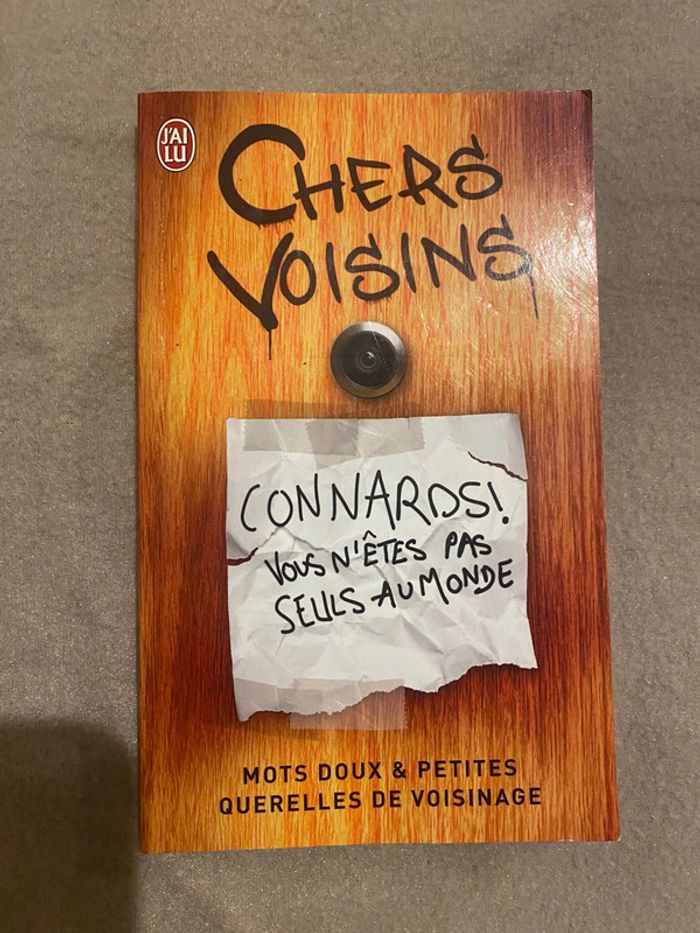 J'AI
LU
CHERS
VOISINS
CONNARDS!
VOUS N'ÊTES PAS
SEULS AU MONDE
MOTS DOUX & PETITES
QUERELLES DE VOISINAGE